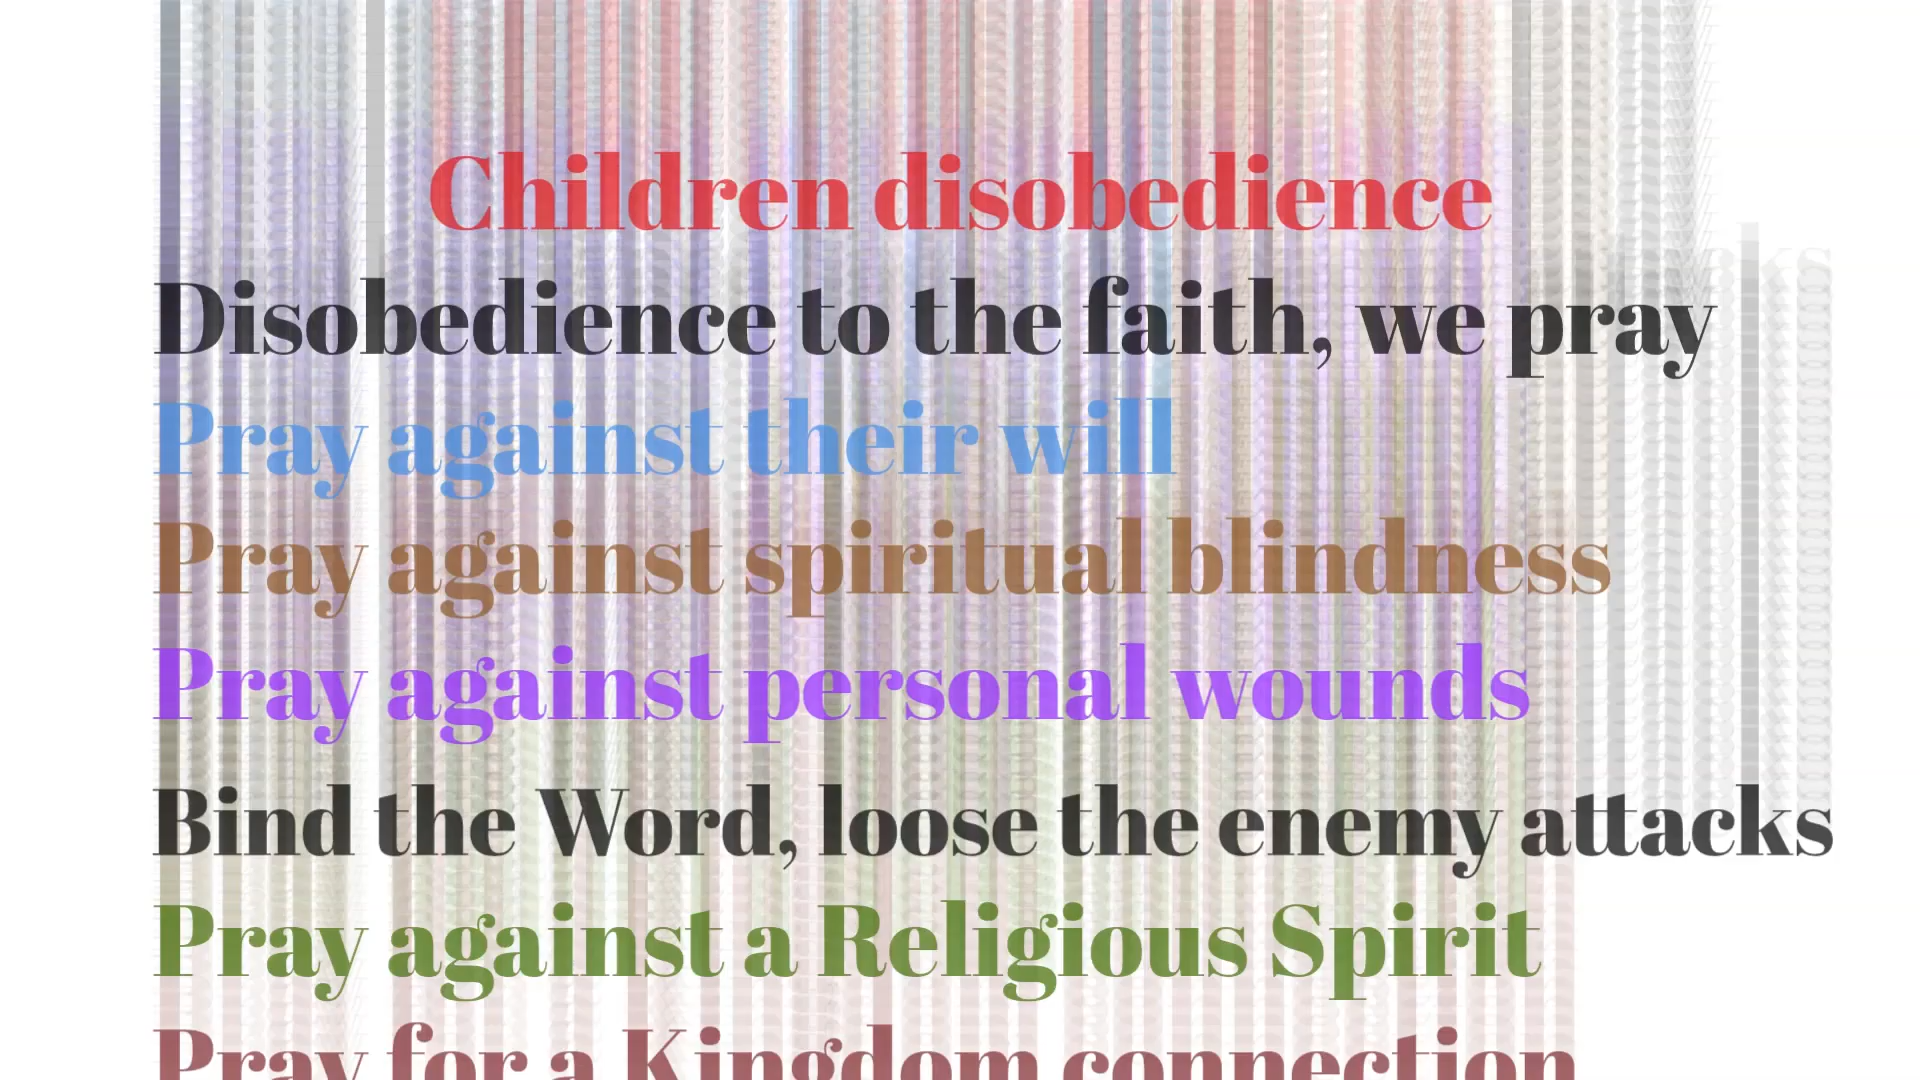 Children disobedience
Disobedience to the faith, we pray
Pray against their will
Pray against spiritual blindness
Pray against personal wounds
Bind the Word, loose the enemy attacks
Pray against a Religious Spirit
Pray for a Kingdom connection